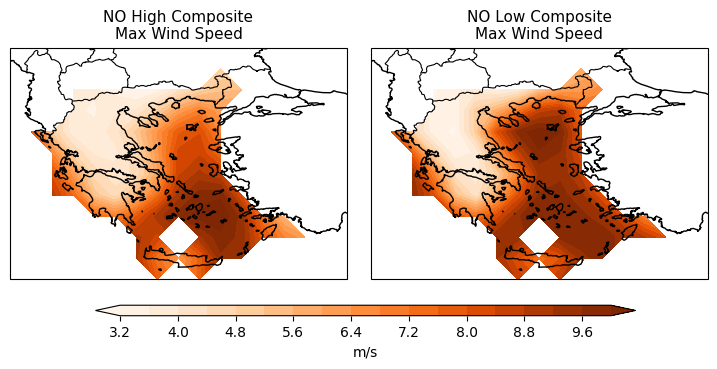 NO High Composite
Max Wind Speed
NO Low Composite
Max Wind Speed
3.2 4.0 4.8 5.6 6.4 7.2 8.0 8.8 9.6
m/s